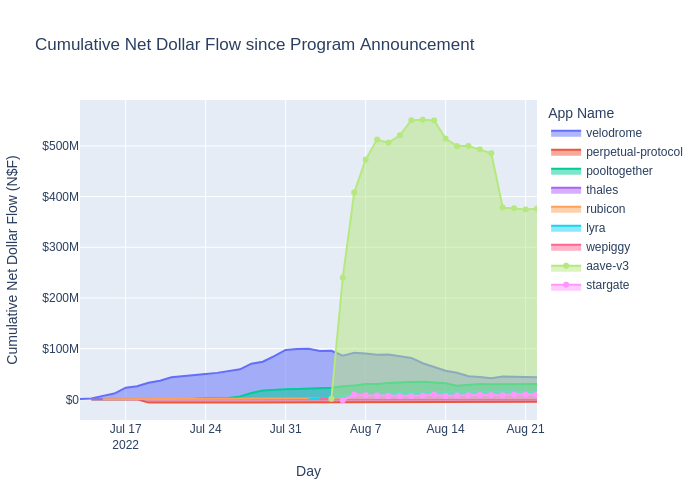 Cumulative Net Dollar Flow since Program Announcement
Cumulative Net Dollar Flow (N$F)
$500M
$400M
$300M
$200M
$100M
$0
Jul 17
2022
Jul 24
Jul 31
Aug 7
Aug 14
Aug 21
Day
App Name
velodrome
perpetual-protocol
pooltogether
thales
rubicon
lyra
wepiggy
aave-v3
stargate